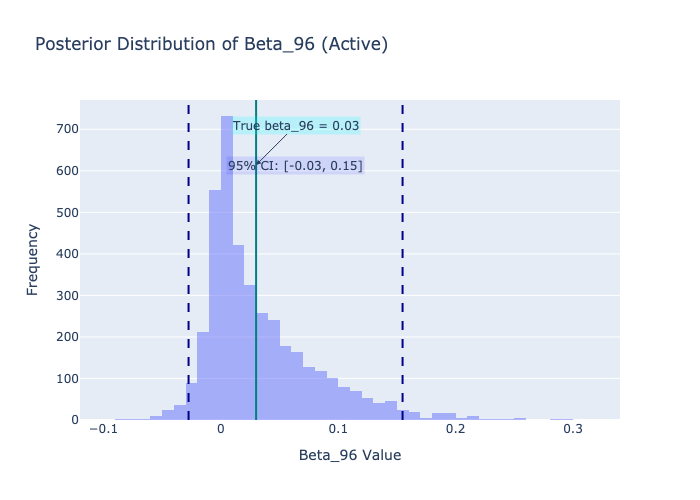 Posterior Distribution of Beta_96 (Active)
True beta_96 = 0.03
95% CI: [-0.03, 0.15]
Frequency
700
600
500
400
300
200
100
0
−0.1
0
0.1
0.2
0.3
Beta_96 Value